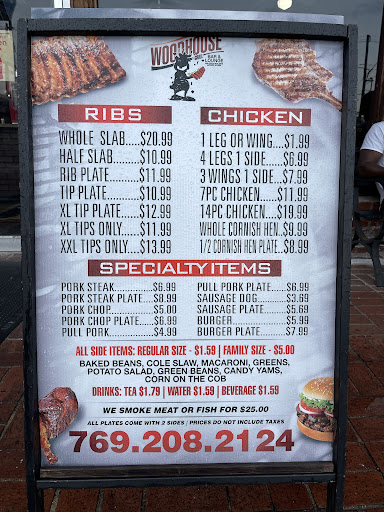 WOODHOUSE
BAR &
LOUNGE
RIBS
WHOLE SLAB.....$20.99
HALF SLAB........$10.99
RIB PLATE........$11.99
TIP PLATE........$10.99
XL TIP PLATE.....$12.99
XL TIPS ONLY.....$11.99
XXL TIPS ONLY....$13.99
CHICKEN
1 LEG OR WING....$1.99
4 LEGS 1 SIDE.....$6.99
3 WINGS 1 SIDE...$7.99
7PC CHICKEN......$11.99
14PC CHICKEN....$19.99
WHOLE CORNISH HEN.$9.99
1/2 CORNISH HEN PLATE..$8.99
SPECIALTY ITEMS
PORK STEAK...........$6.99
PORK STEAK PLATE...$8.99
PORK CHOP............$5.00
PORK CHOP PLATE.....$6.99
PULL PORK.............$4.99
PULL PORK PLATE....$6.99
SAUSAGE DOG..........$3.69
SAUSAGE PLATE.......$5.69
BURGER................$5.99
BURGER PLATE........$7.99
ALL SIDE ITEMS: REGULAR SIZE - $1.59 | FAMILY SIZE - $5.00
BAKED BEANS, COLE SLAW, MACARONI, GREENS,
POTATO SALAD, GREEN BEANS, CANDY YAMS,
CORN ON THE COB
DRINKS: TEA $1.79 | WATER $1.59 | BEVERAGE $1.59
WE SMOKE MEAT OR FISH FOR $25.00
ALL PLATES COME WITH 2 SIDES / PRICES DO NOT INCLUDE TAXES
769.208.2124